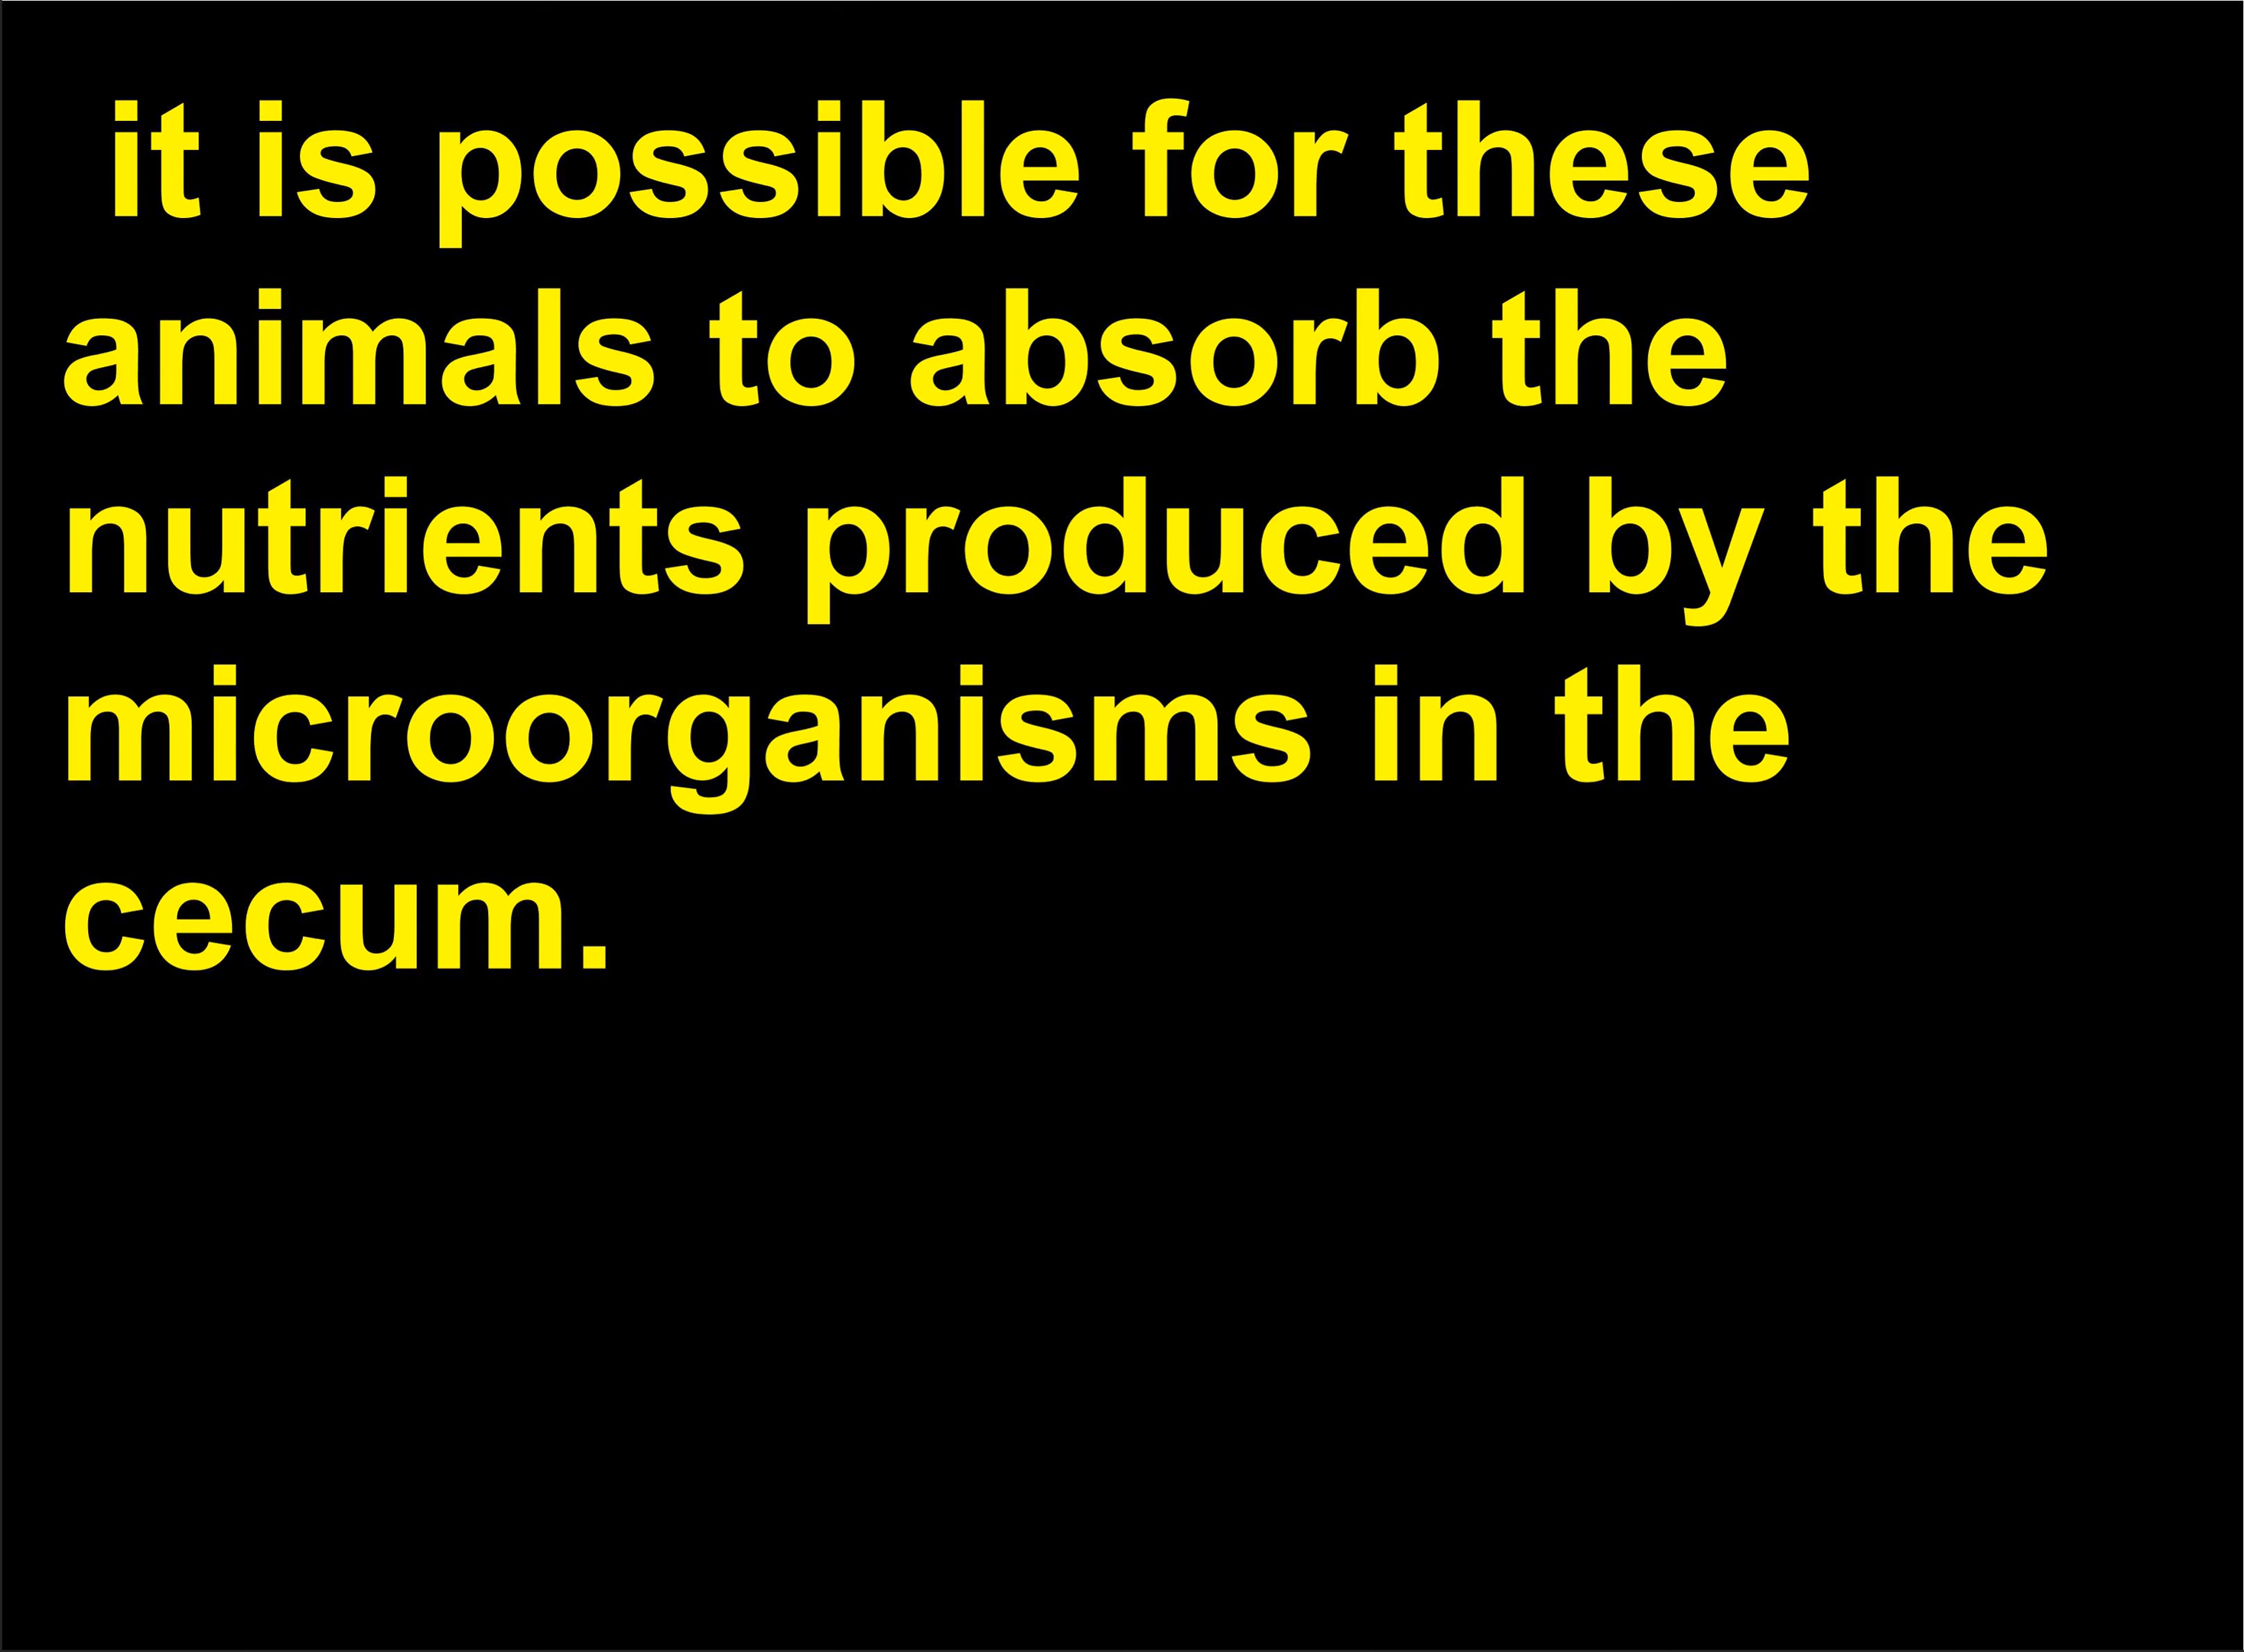 it is possible for these
animals to absorb the
nutrients produced by the
microorganisms in the
cecum.